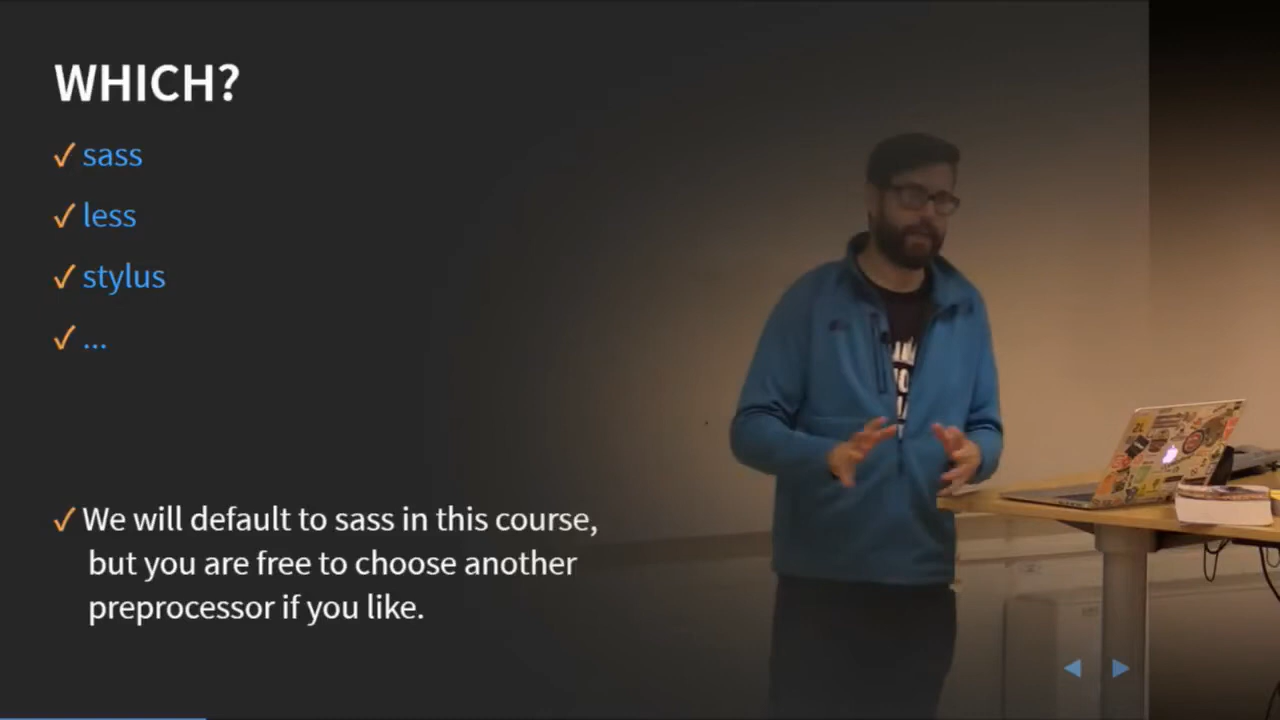 WHICH?
✓ sass
✓ less
✓ stylus
✓ ...
✓ We will default to sass in this course,
but you are free to choose another
preprocessor if you like.